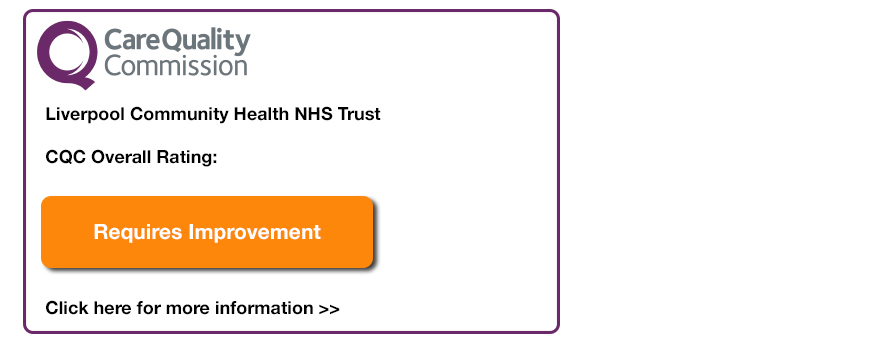 CareQuality
Commission
Liverpool Community Health NHS Trust
CQC Overall Rating:
Requires Improvement
Click here for more information >>